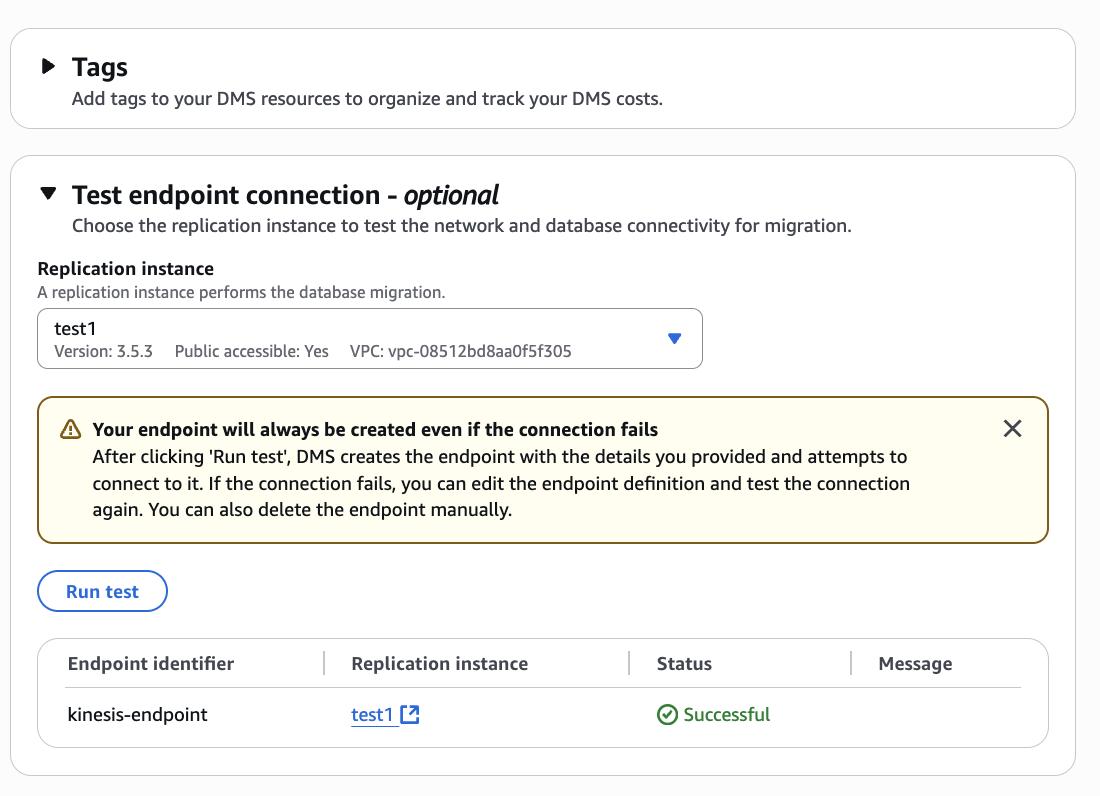 Tags
Add tags to your DMS resources to organize and track your DMS costs.
Test endpoint connection - optional
Choose the replication instance to test the network and database connectivity for migration.
Replication instance
A replication instance performs the database migration.
test1
Version: 3.5.3 Public accessible: Yes VPC: vpc-08512bd8aa0f5f305
Your endpoint will always be created even if the connection fails
After clicking 'Run test', DMS creates the endpoint with the details you provided and attempts to
connect to it. If the connection fails, you can edit the endpoint definition and test the connection
again. You can also delete the endpoint manually.
Run test
Endpoint identifier Replication instance Status Message
kinesis-endpoint test1 Successful